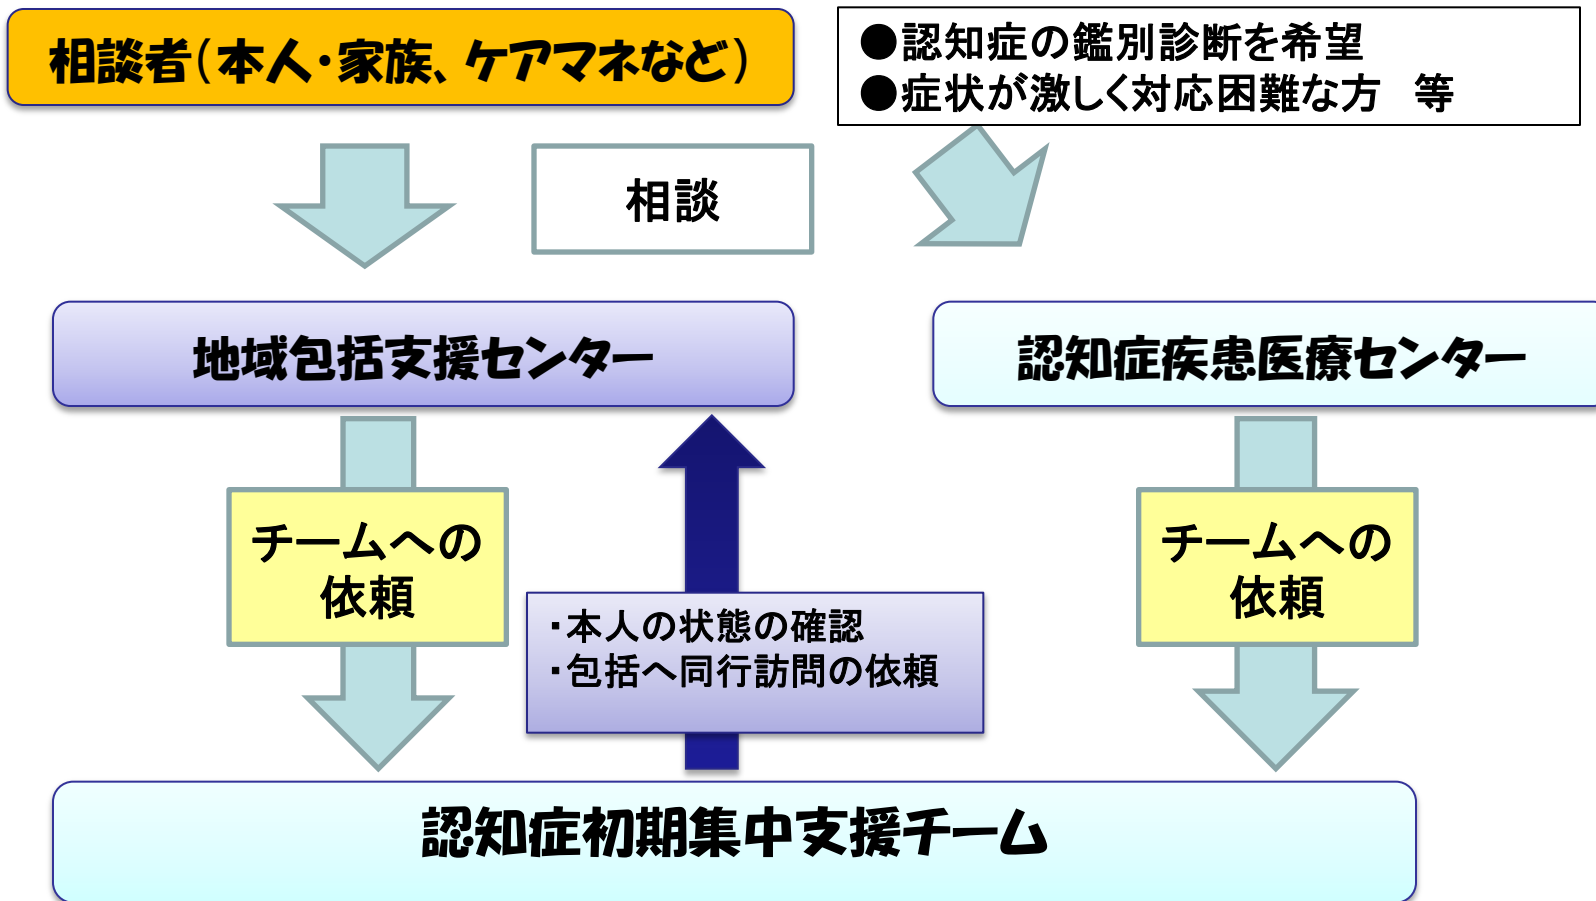 相談者(本人・家族、ケアマネなど)
●認知症の鑑別診断を希望
●症状が激しく対応困難な方　等
相談
地域包括支援センター
認知症疾患医療センター
チームへの
依頼
・本人の状態の確認
・包括へ同行訪問の依頼
チームへの
依頼
認知症初期集中支援チーム